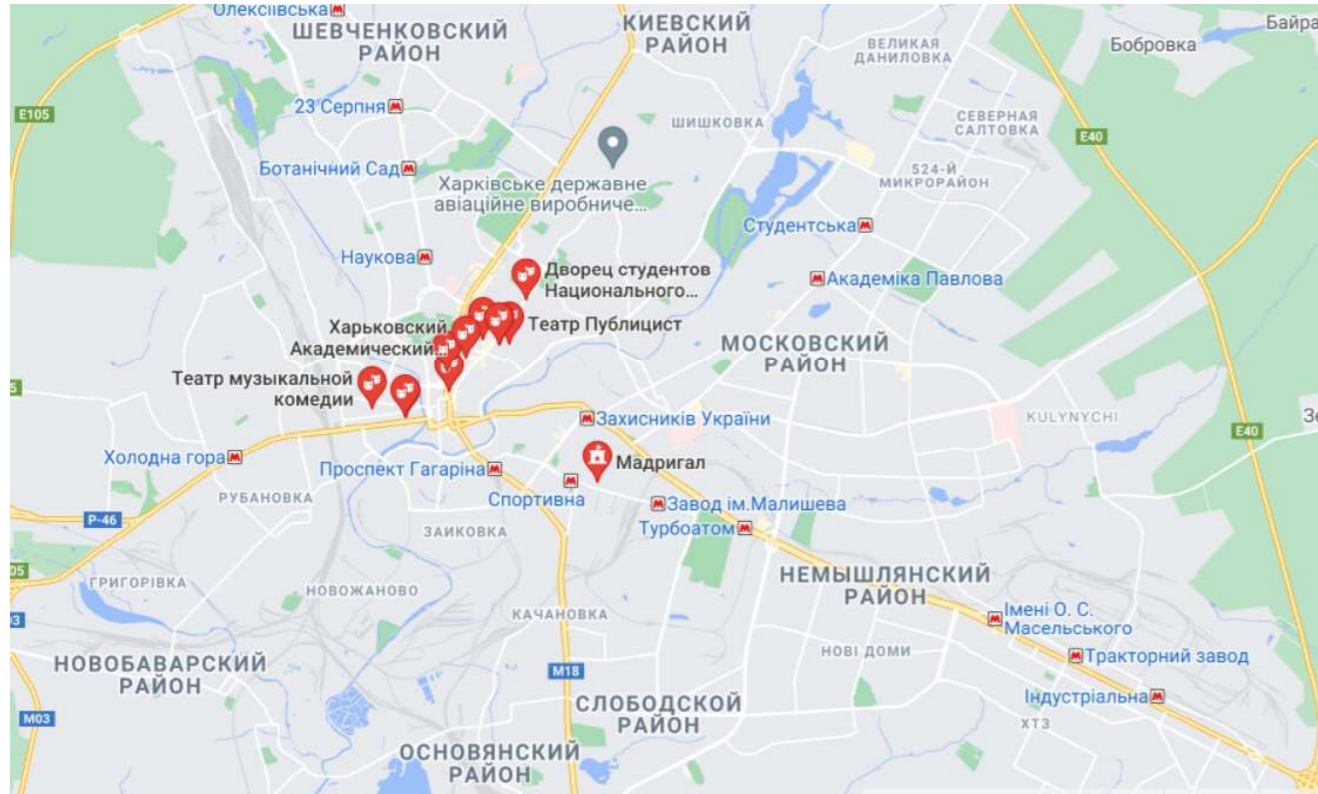 Олексіївська
ШЕВЧЕНКОВСКИЙ
РАЙОН
КИЕВСКИЙ
РАЙОН
ВЕЛИКАЯ
ДАНИЛОВКА
Бобровка
Байра
E105
23 Серпня
ШИШКОВКА
СЕВЕРНАЯ
САЛТОВКА
E40
Ботанічний Сад
Харківське державне
авіаційне виробниче...
524-Й
МИКРОРАЙОН
Студентська
Наукова
Академіка Павлова
Дворец студентов
Национального...
Харьковский
Академический...
Театр Публицист
МОСКОВСКИЙ
РАЙОН
Театр музыкальной
комедии
Захисників України
KULYNYCHI
E40
Холодна гора
Проспект Гагаріна
Мадригал
Спортивна
РУБАНОВКА
Завод ім.Малишева
P-46
ЗАИКОВКА
Турбоатом
ГРИГОРІВКА
НОВОЖАНОВО
НЕМЫШЛЯНСКИЙ
РАЙОН
КАЧАНОВКА
Імені О. С.
Масельського
НОВІ ДОМИ
Тракторний завод
НОВОБАВАРСКИЙ
РАЙОН
M18
Індустріальна
СЛОБОДСКОЙ
РАЙОН
M03
ХТЗ
ОСНОВЯНСКИЙ
РАЙОН